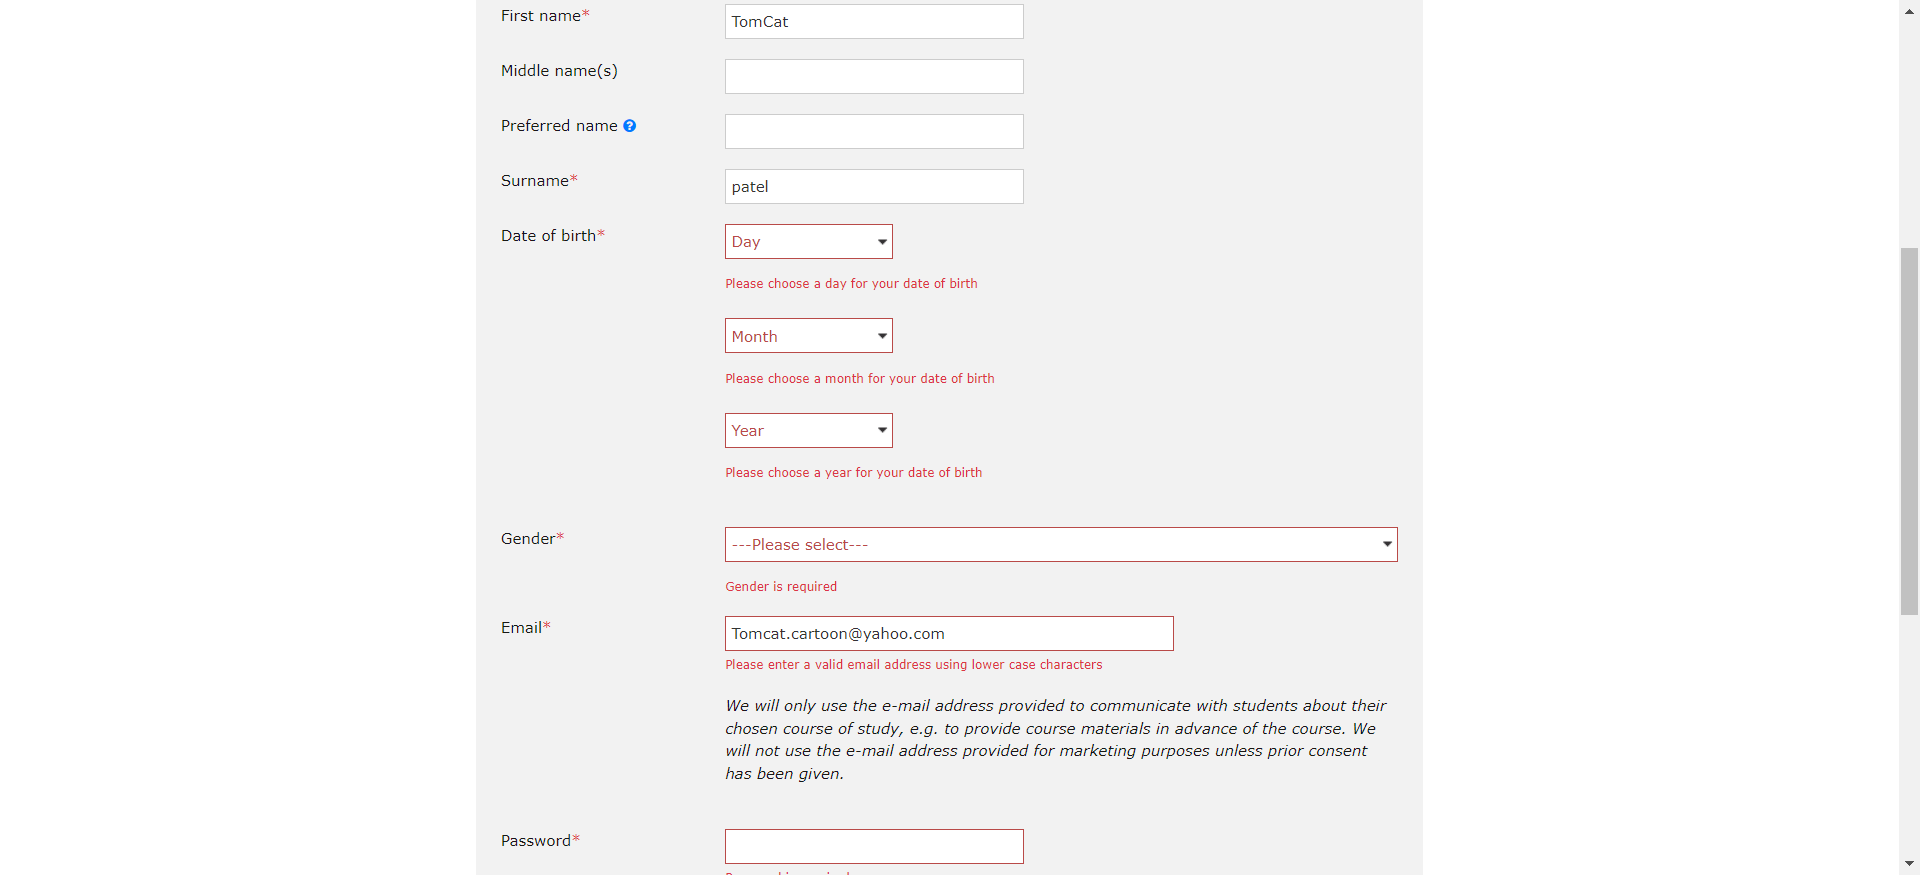 First name*
TomCat
Middle name(s)
Preferred name ?
Surname*
patel
Date of birth*
Day
Please choose a day for your date of birth
Month
Please choose a month for your date of birth
Year
Please choose a year for your date of birth
Gender*
---Please select---
Gender is required
Email*
Tomcat.cartoon@yahoo.com
Please enter a valid email address using lower case characters
We will only use the e-mail address provided to communicate with students about their
chosen course of study, e.g. to provide course materials in advance of the course. We
will not use the e-mail address provided for marketing purposes unless prior consent
has been given.
Password*